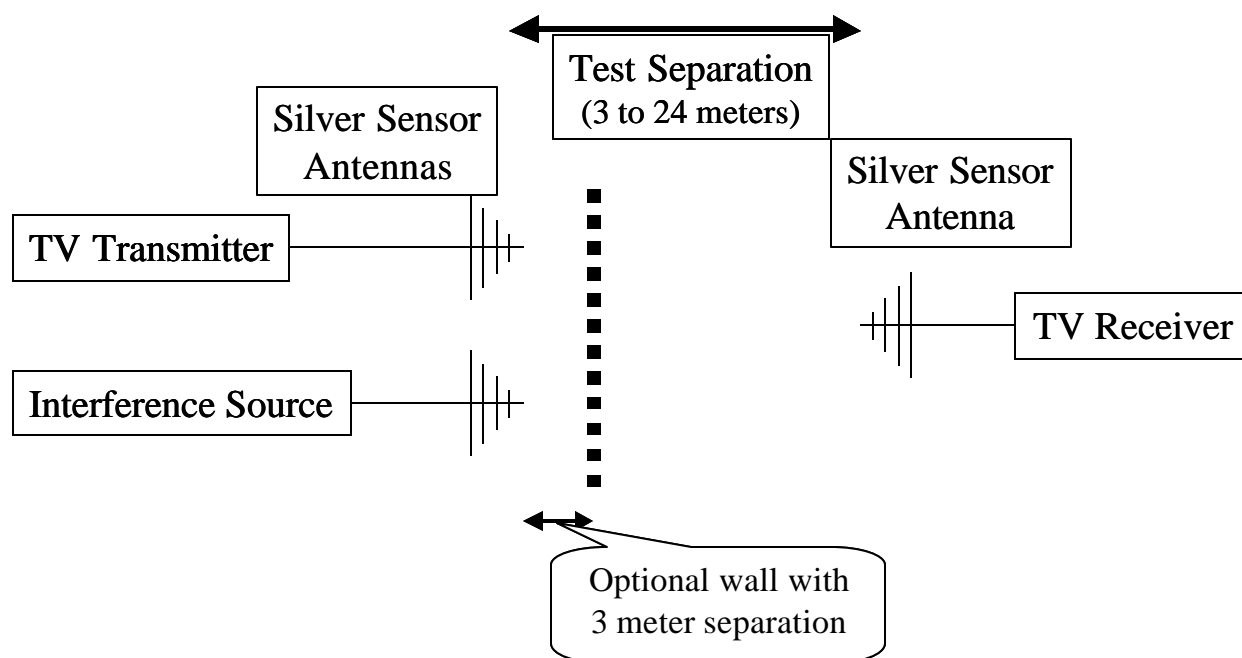 Test Separation
(3 to 24 meters)
Silver Sensor
Antennas
Silver Sensor
Antenna
TV Transmitter
TV Receiver
Interference Source
Optional wall with
3 meter separation